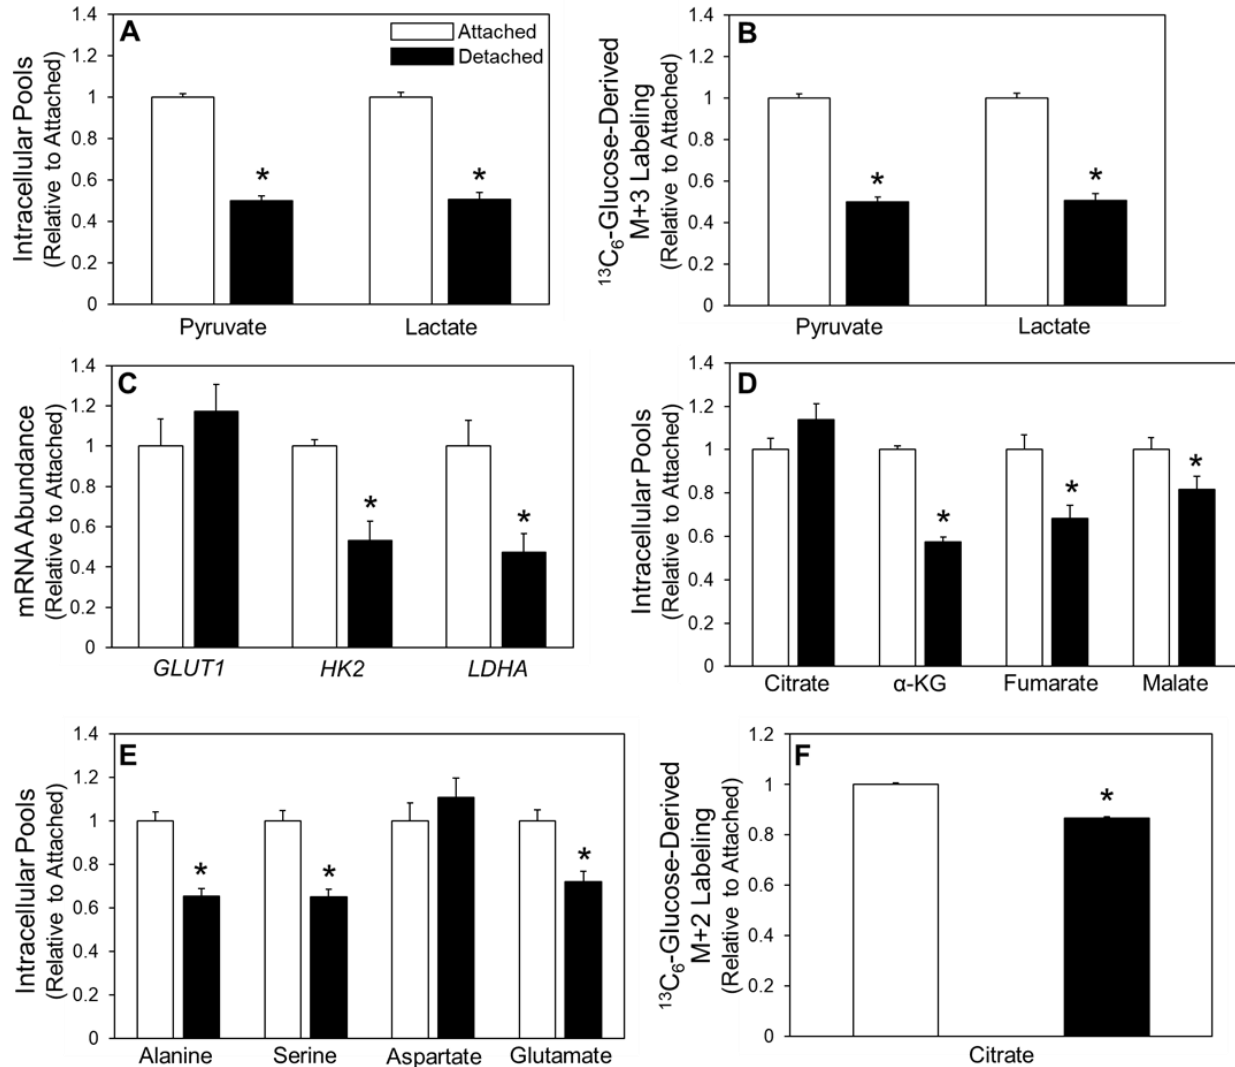 A
Attached
Detached
Intracellular Pools
(Relative to Attached)
1.4
1.2
1
0.8
0.6
0.4
0.2
0
*
*
Pyruvate Lactate
B
¹³C₆-Glucose-Derived
M+3 Labeling
(Relative to Attached)
1.4
1.2
1
0.8
0.6
0.4
0.2
0
*
*
Pyruvate Lactate
C
mRNA Abundance
(Relative to Attached)
1.4
1.2
1
0.8
0.6
0.4
0.2
0
*
*
GLUT1 HK2 LDHA
D
Intracellular Pools
(Relative to Attached)
1.4
1.2
1
0.8
0.6
0.4
0.2
0
*
*
*
Citrate α-KG Fumarate Malate
E
Intracellular Pools
(Relative to Attached)
1.4
1.2
1
0.8
0.6
0.4
0.2
0
*
*
*
Alanine Serine Aspartate Glutamate
F
¹³C₆-Glucose-Derived
M+2 Labeling
(Relative to Attached)
1.2
1
0.8
0.6
0.4
0.2
0
*
Citrate